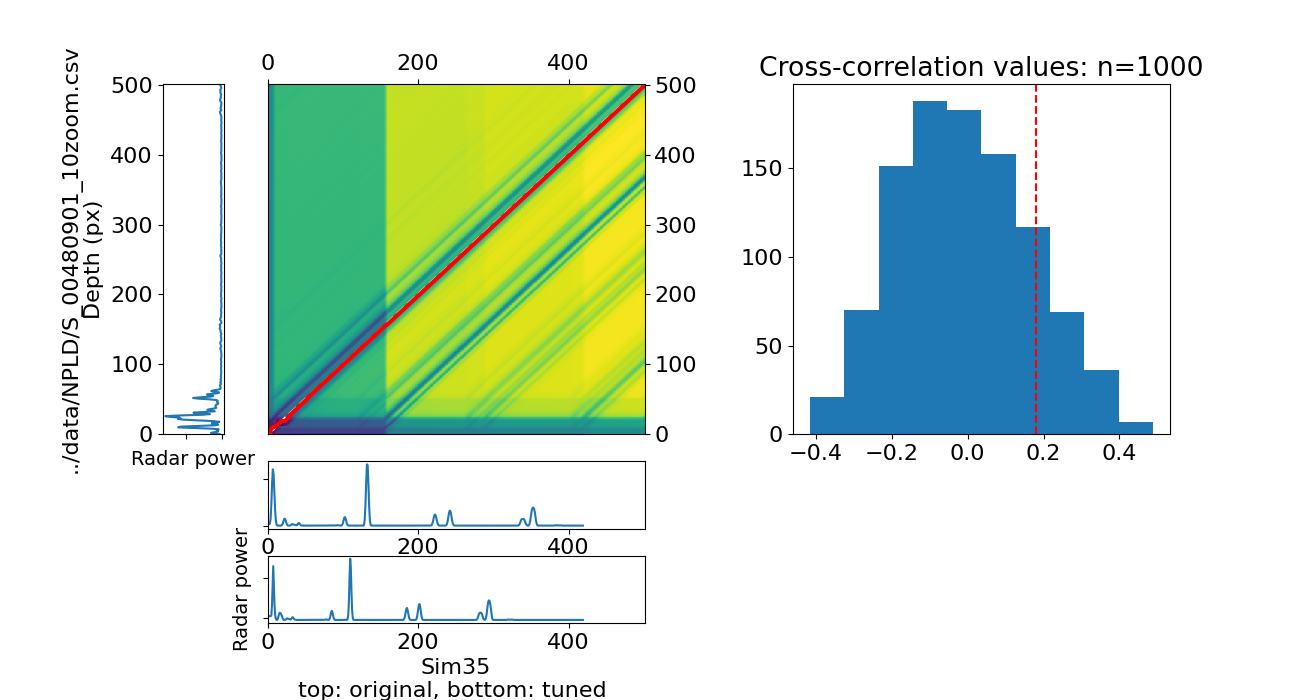 0 200 400
Cross-correlation values: n=1000
../data/NPLD/S_00480901_10zoom.csv
Depth (px)
500
400
300
200
100
0
500
400
300
200
100
0
150
100
50
0
−0.4 −0.2 0.0 0.2 0.4
Radar power
0 200 400
Radar power
0 200 400
Sim35
top: original, bottom: tuned